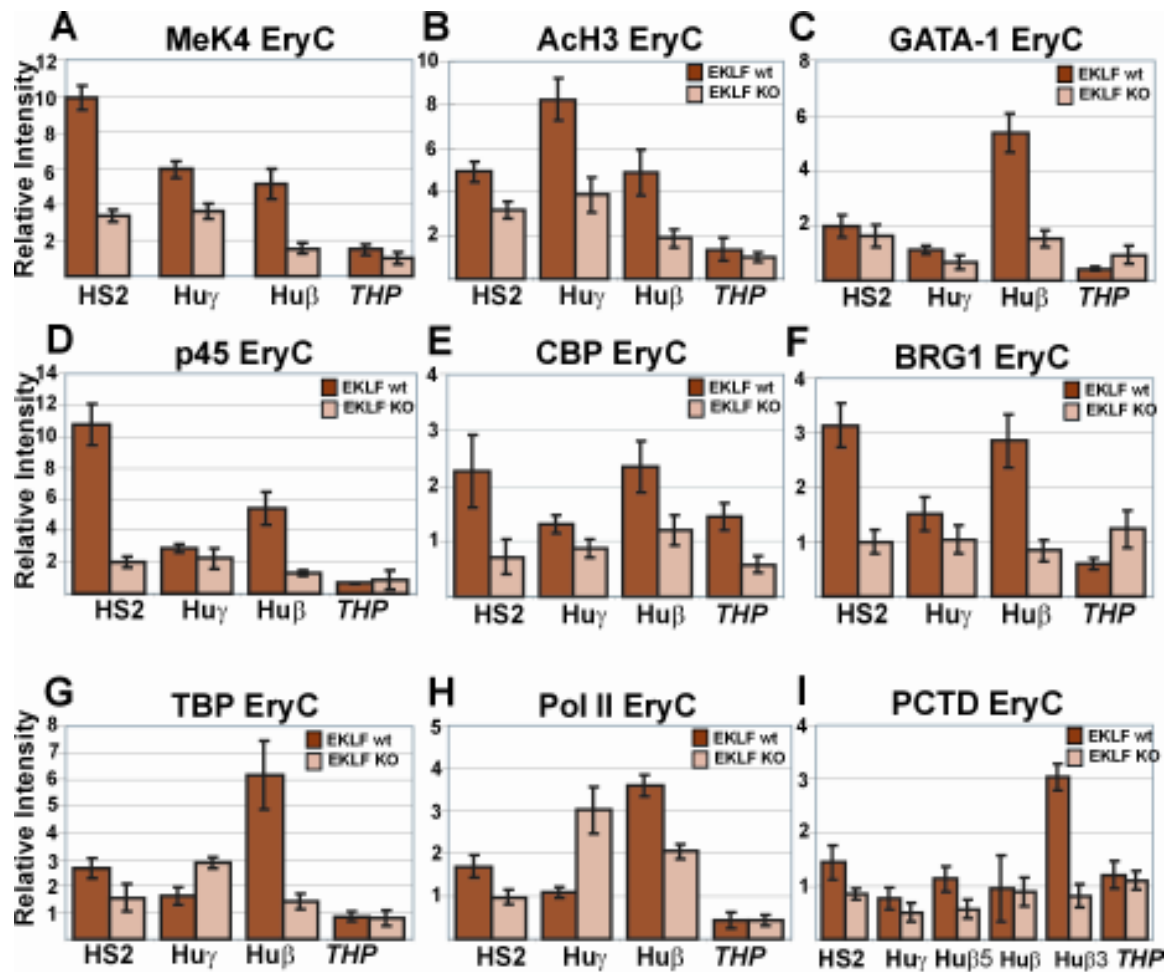 A
MeK4 EryC
Relative Intensity
12
10
8
6
4
2
HS2 Huγ Huβ THP
B
AcH3 EryC
EKLF wt
EKLF KO
10
8
6
4
2
HS2 Huγ Huβ THP
C
GATA-1 EryC
EKLF wt
EKLF KO
8
6
4
2
HS2 Huγ Huβ THP
D
p45 EryC
EKLF wt
EKLF KO
Relative Intensity
14
12
10
8
6
4
2
HS2 Huγ Huβ THP
E
CBP EryC
EKLF wt
EKLF KO
4
3
2
1
HS2 Huγ Huβ THP
F
BRG1 EryC
EKLF wt
EKLF KO
4
3
2
1
HS2 Huγ Huβ THP
G
TBP EryC
EKLF wt
EKLF KO
Relative Intensity
8
7
6
5
4
3
2
1
HS2 Huγ Huβ THP
H
Pol II EryC
EKLF wt
EKLF KO
5
4
3
2
1
HS2 Huγ Huβ THP
I
PCTD EryC
EKLF wt
EKLF KO
4
3
2
1
HS2 Huγ Huβ5 Huβ Huβ3 THP